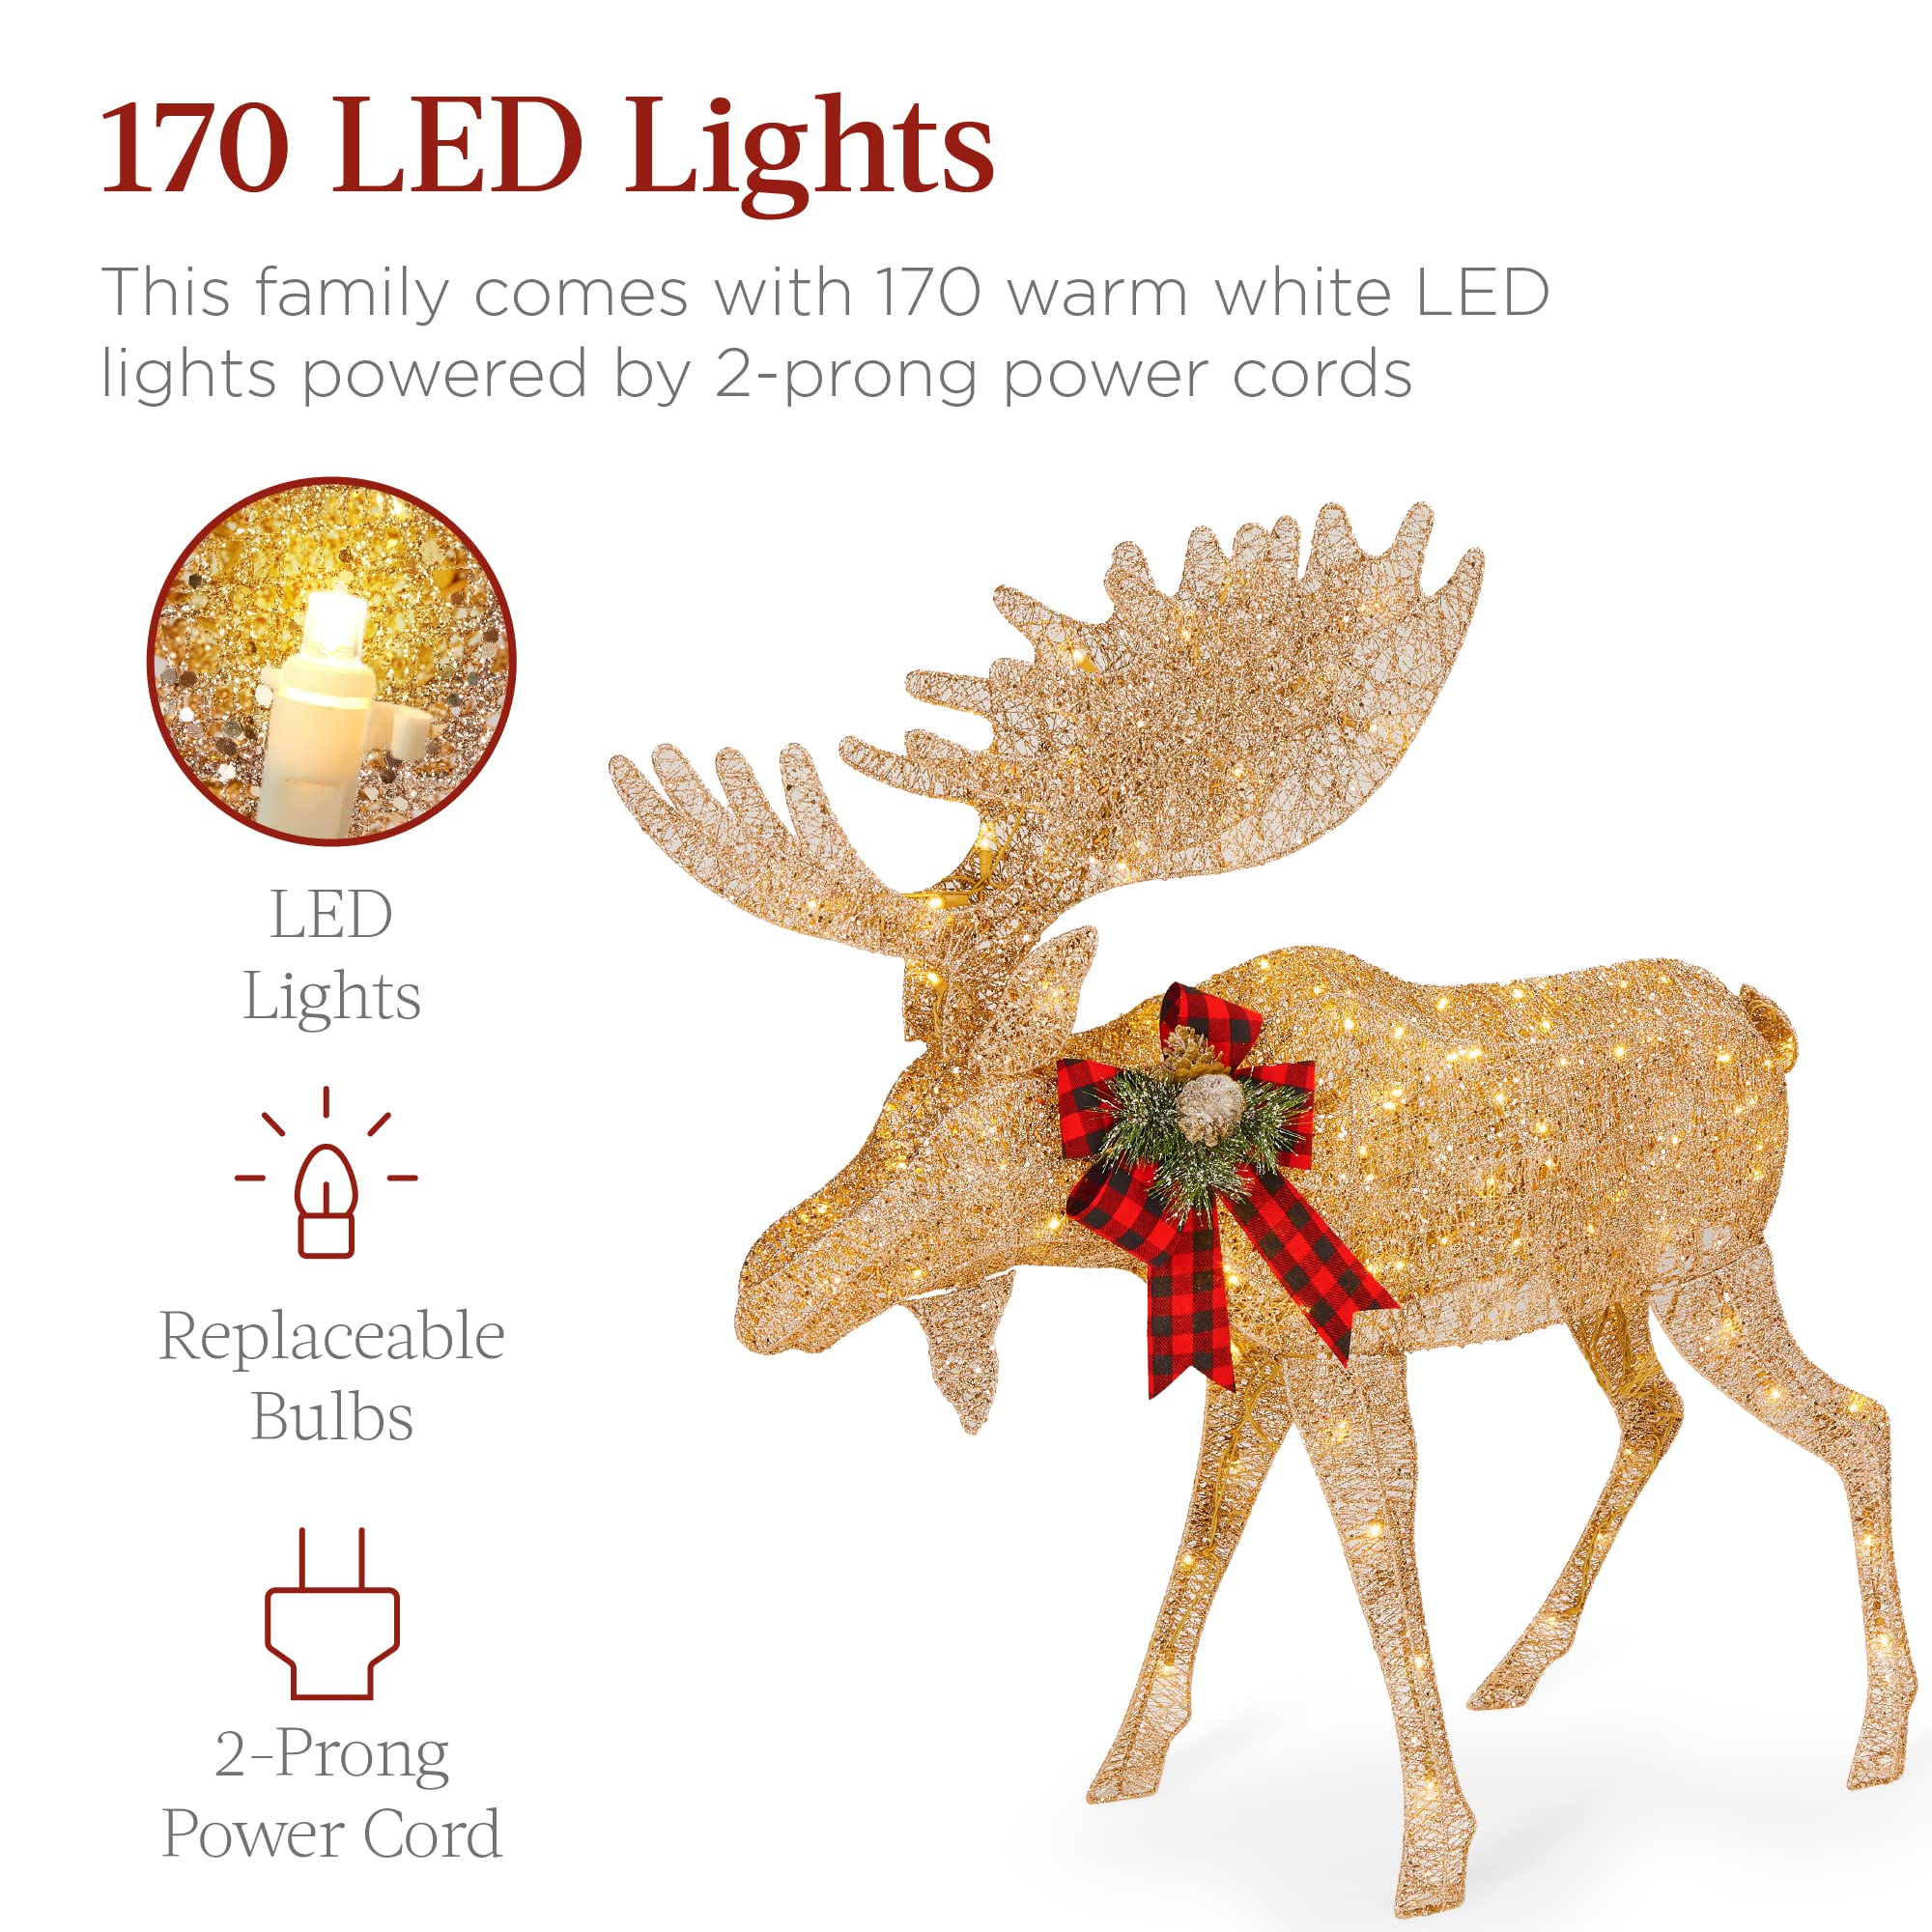 170 LED Lights
This family comes with 170 warm white LED
lights powered by 2-prong power cords
LED
Lights
Replaceable
Bulbs
2-Prong
Power Cord